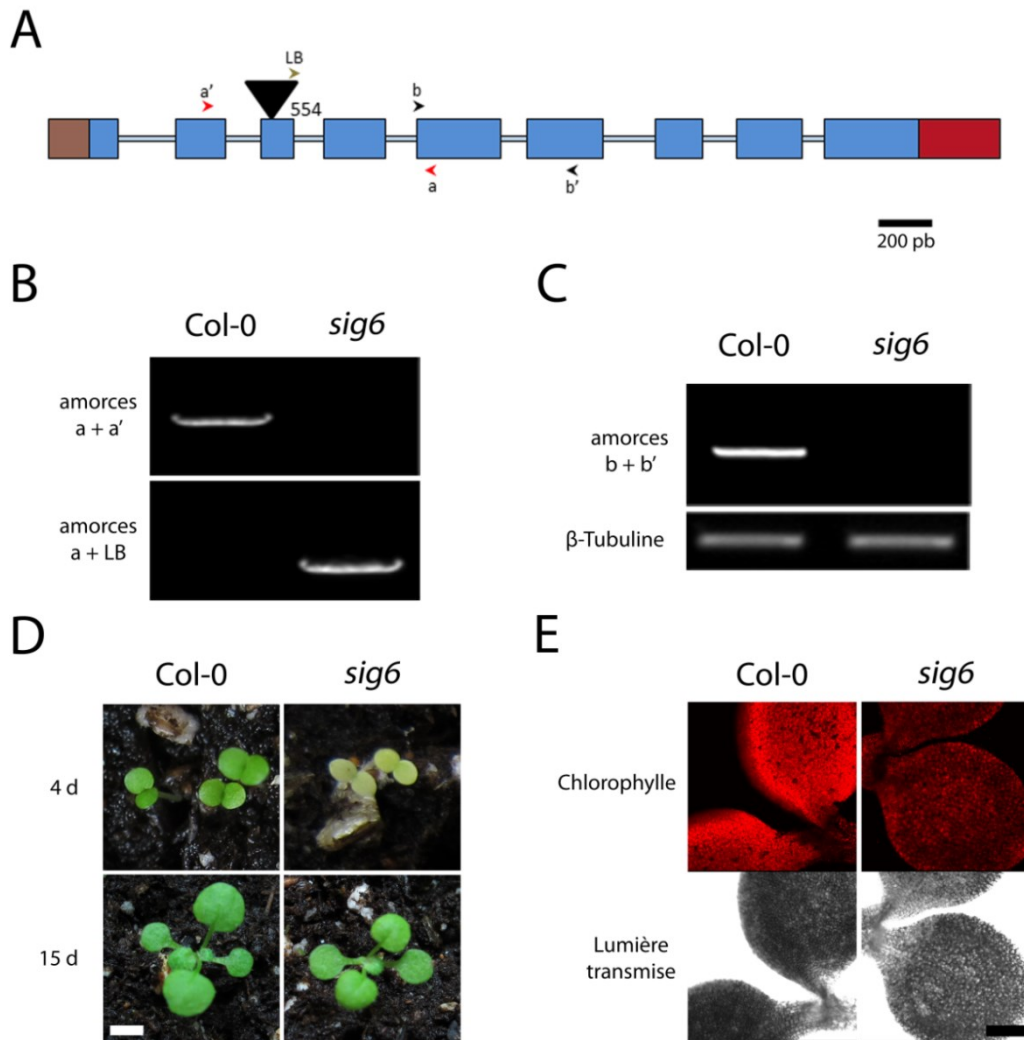 A
LB
a'
554
b
a
b'
200 pb
B
Col-0 sig6
amorces
a + a'
amorces
a + LB
C
Col-0 sig6
amorces
b + b'
β-Tubuline
D
Col-0 sig6
4 d
15 d
E
Col-0 sig6
Chlorophylle
Lumière
transmise